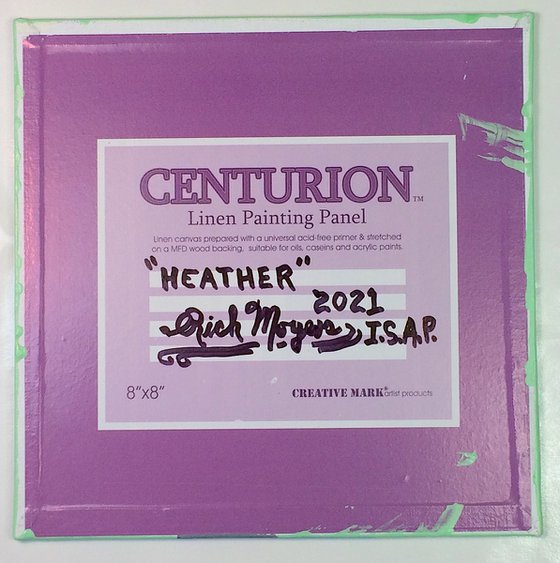 CENTURION™
Linen Painting Panel
Linen canvas prepared with a universal acid-free primer & stretched
on a MFD wood backing, suitable for oils, caseins and acrylic paints.
"HEATHER"
2021
Rick Moyers I.S.A.P.
8"x8"
CREATIVE MARK® artist products